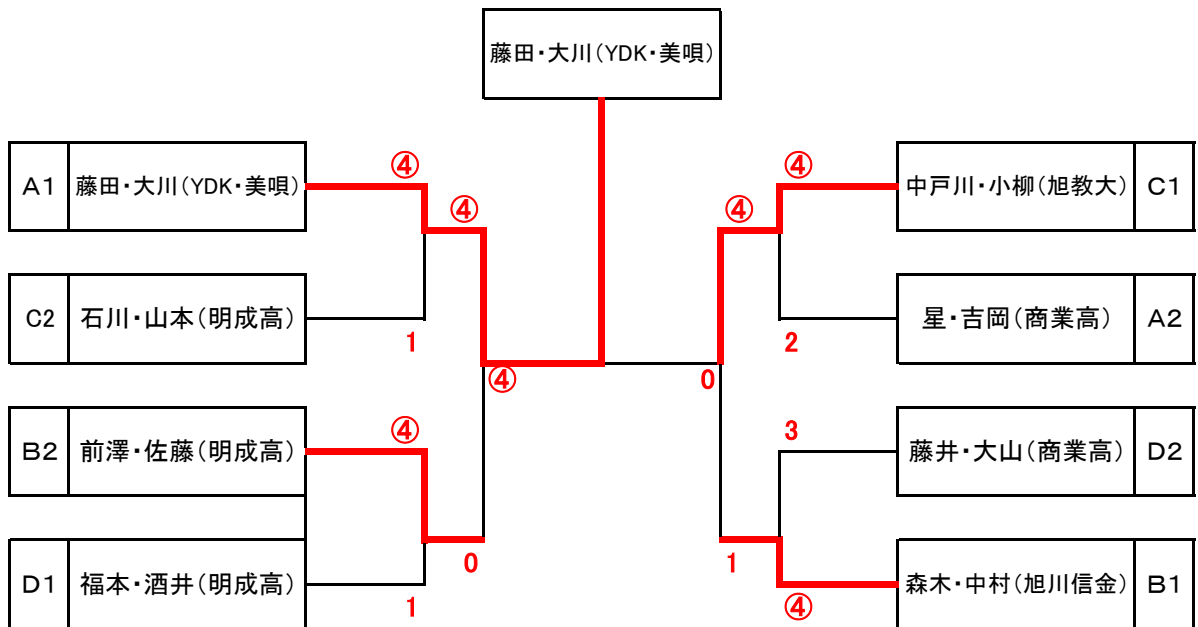 藤田・大川(YDK・美唄)
④ ④
A1 藤田・大川(YDK・美唄) 中戸川・小柳(旭教大) C1
④ ④
C2 石川・山本(明成高) 星・吉岡(商業高) A2
1 2
④ 0
④ 3
B2 前澤・佐藤(明成高) 藤井・大山(商業高) D2
0 1
D1 福本・酒井(明成高) 森木・中村(旭川信金) B1
1 ④